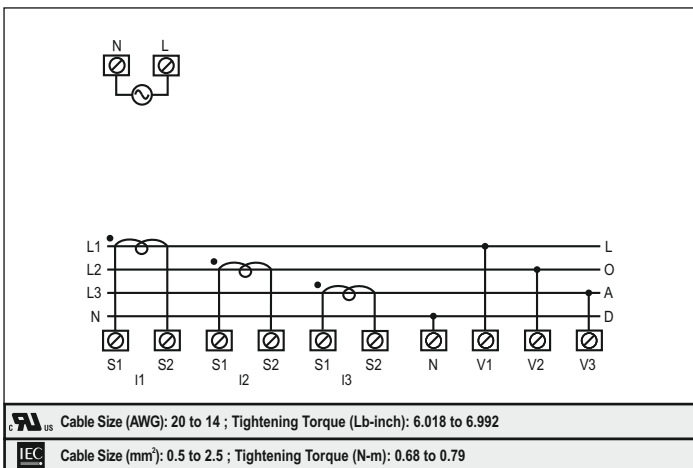 N L
L1 L
L2 O
L3 A
N D
S1 S2 S1 S2 S1 S2 N V1 V2 V3
I1 I2 I3
c RU US Cable Size (AWG): 20 to 14 ; Tightening Torque (Lb-inch): 6.018 to 6.992
IEC Cable Size (mm²): 0.5 to 2.5 ; Tightening Torque (N-m): 0.68 to 0.79